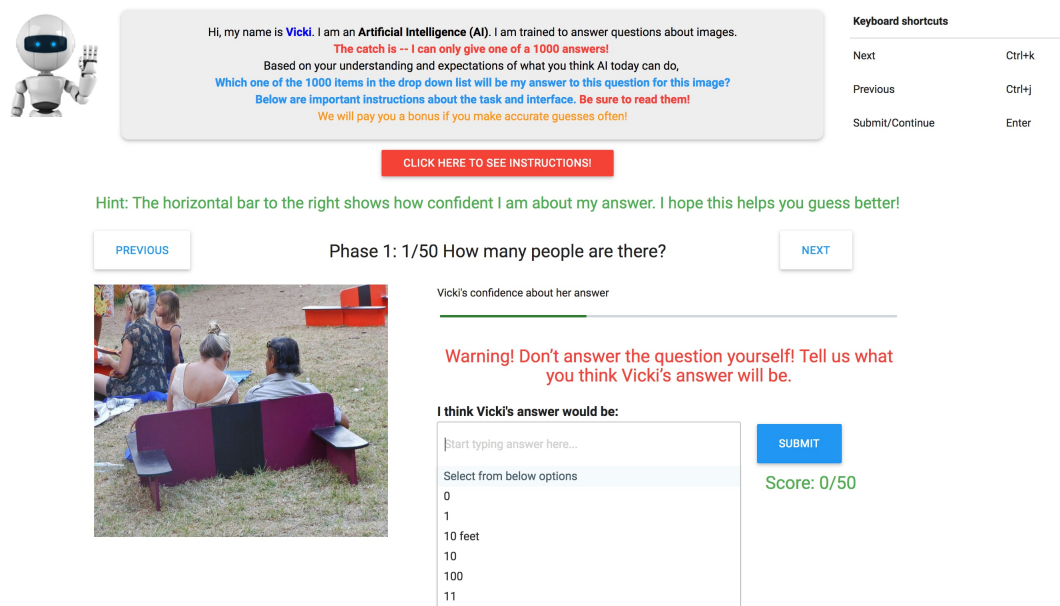 Hi, my name is Vicki. I am an Artificial Intelligence (AI). I am trained to answer questions about images.
The catch is -- I can only give one of a 1000 answers!
Based on your understanding and expectations of what you think AI today can do,
Which one of the 1000 items in the drop down list will be my answer to this question for this image?
Below are important instructions about the task and interface. Be sure to read them!
We will pay you a bonus if you make accurate guesses often!
Keyboard shortcuts
Next Ctrl+k
Previous Ctrl+j
Submit/Continue Enter
CLICK HERE TO SEE INSTRUCTIONS!
Hint: The horizontal bar to the right shows how confident I am about my answer. I hope this helps you guess better!
PREVIOUS
Phase 1: 1/50 How many people are there?
NEXT
Vicki's confidence about her answer
Warning! Don't answer the question yourself! Tell us what
you think Vicki's answer will be.
I think Vicki's answer would be:
Start typing answer here...
SUBMIT
Select from below options
Score: 0/50
0
1
10 feet
10
100
11